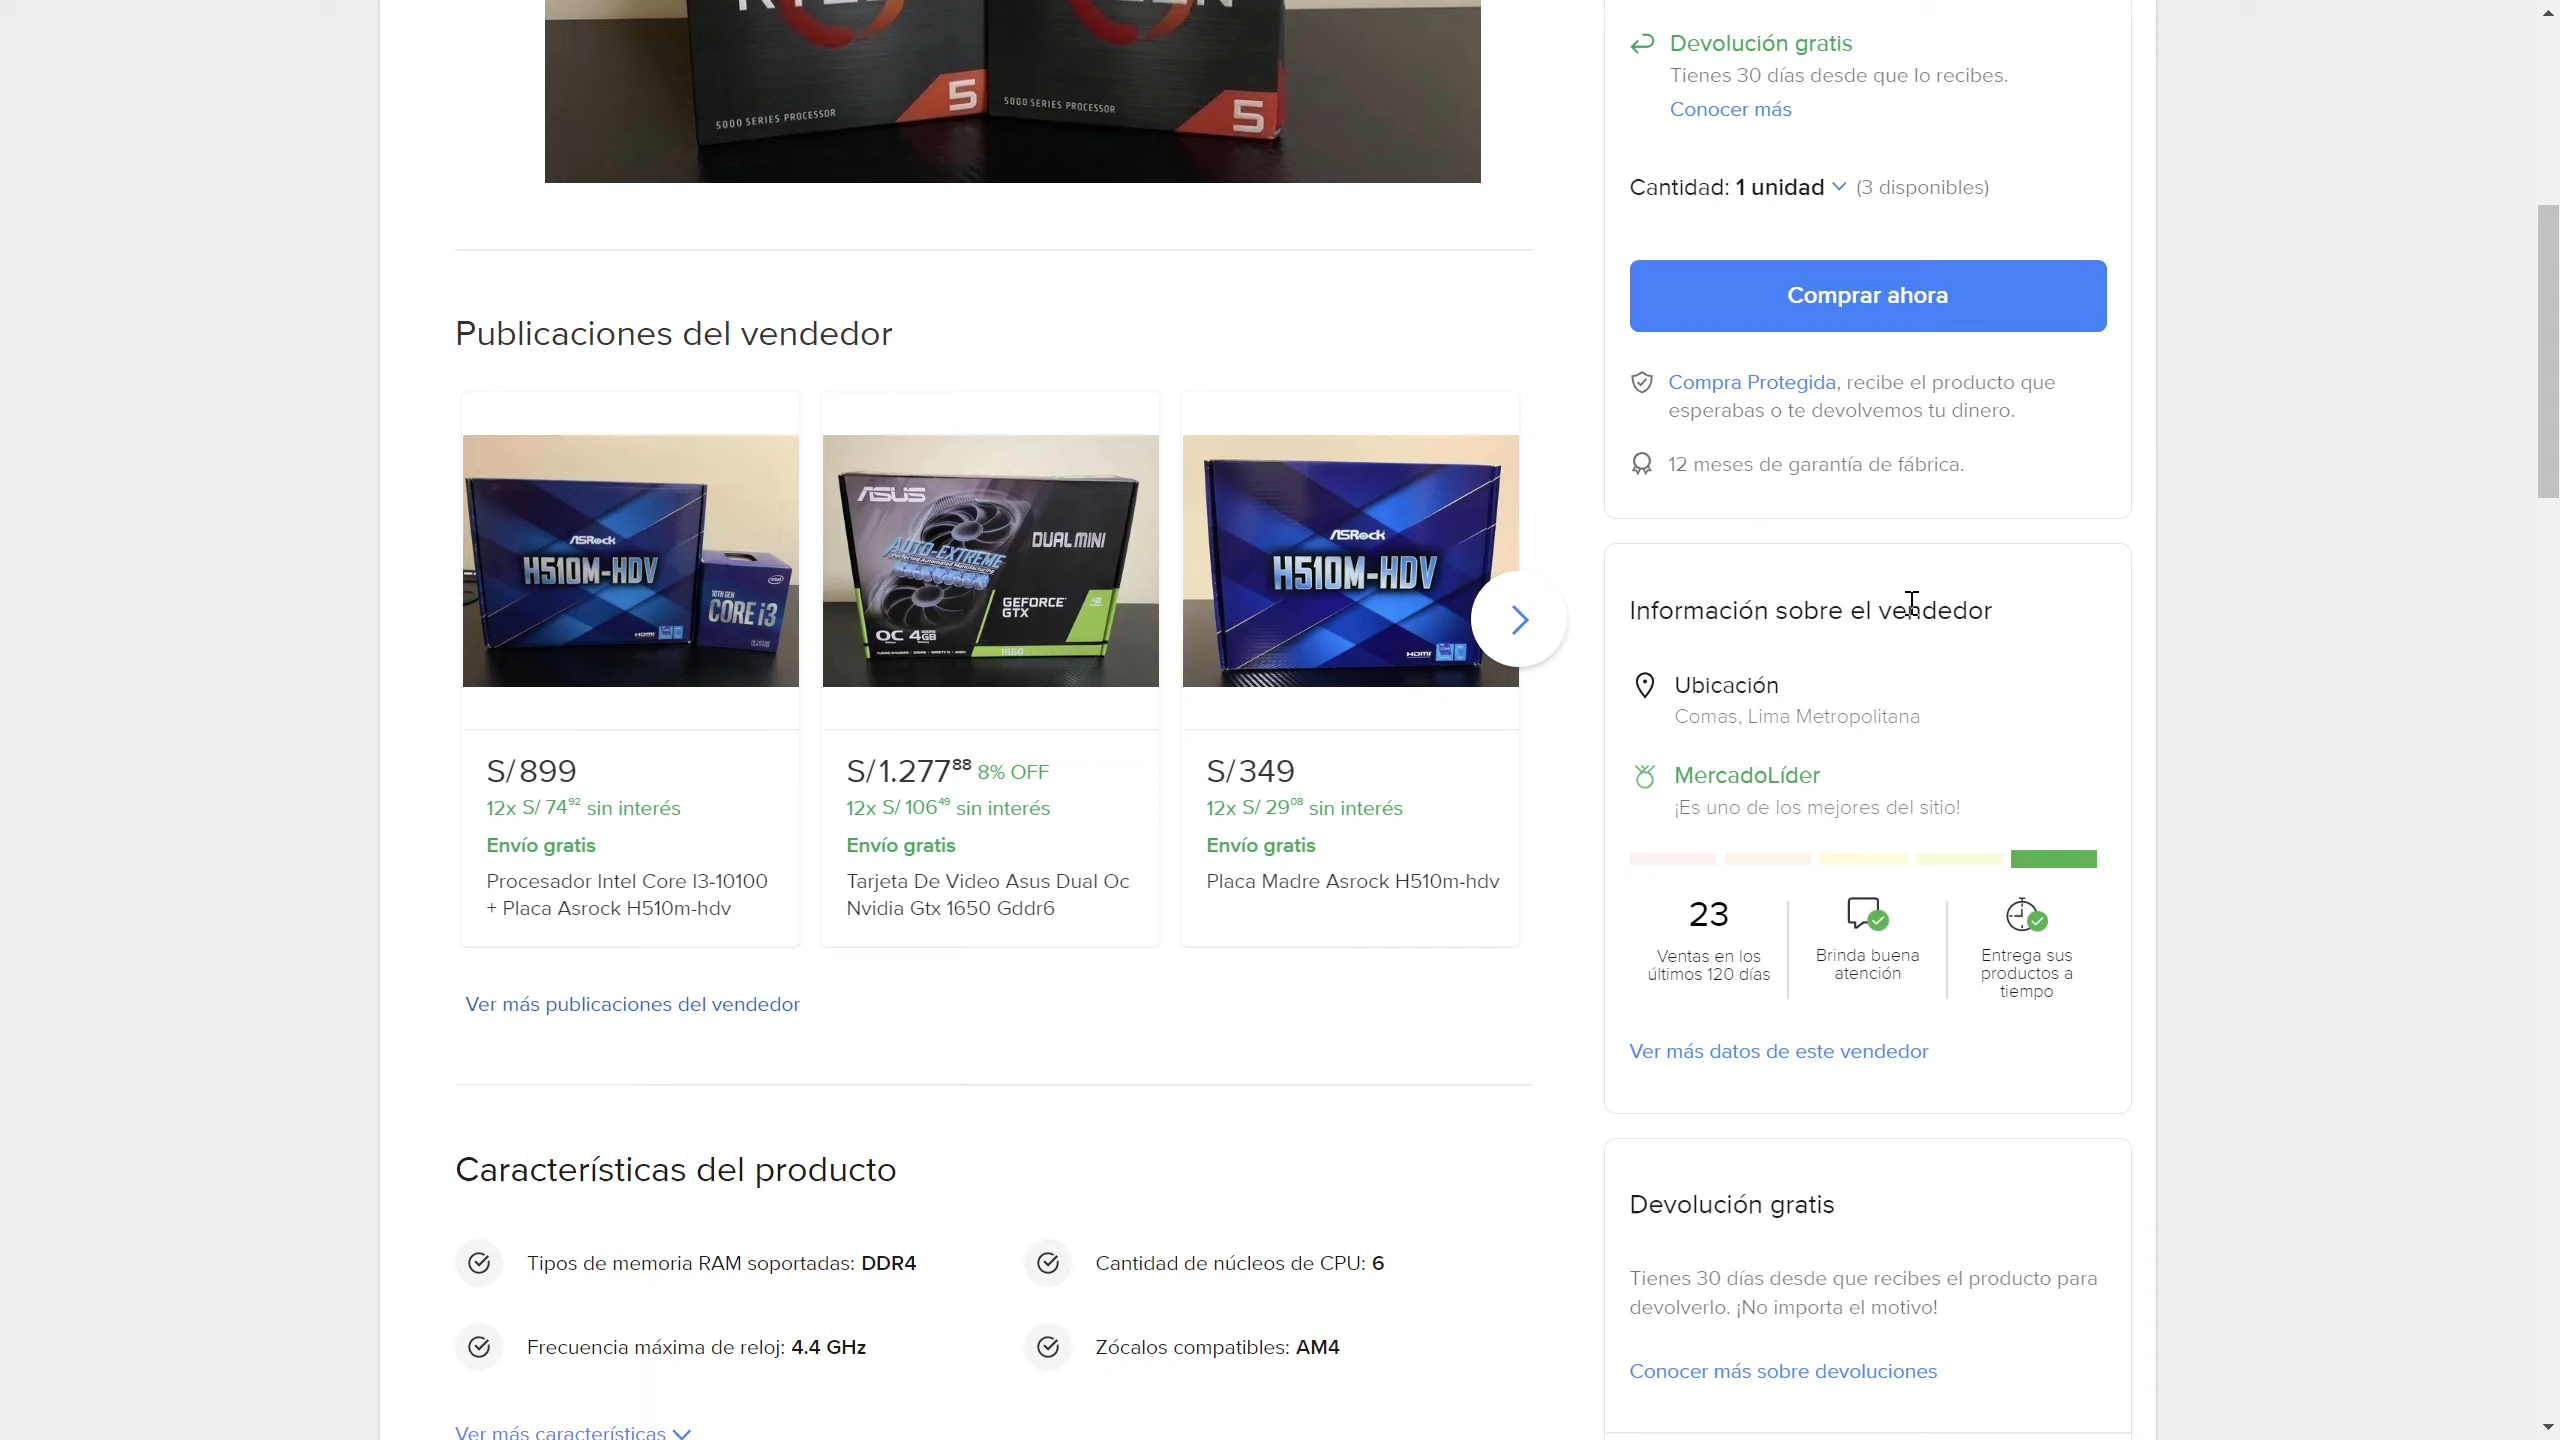 5000 SERIES PROCESSOR
5
5000 SERIES PROCESSOR
5
Devolución gratis
Tienes 30 días desde que lo recibes.
Conocer más
Cantidad: 1 unidad (3 disponibles)
Comprar ahora
Compra Protegida, recibe el producto que
esperabas o te devolvemos tu dinero.
12 meses de garantía de fábrica.
Publicaciones del vendedor
ASRock
H510M-HDV
intel
10TH GEN
CORE i3
HDMI
S/ 899
12x S/ 74⁹² sin interés
Envío gratis
Procesador Intel Core I3-10100
+ Placa Asrock H510m-hdv
ASUS
DUAL MINI
AUTO-EXTREME
GEFORCE
GTX
OC 4GB
1650
S/ 1.277⁸⁸ 8% OFF
12x S/ 106⁴⁹ sin interés
Envío gratis
Tarjeta De Video Asus Dual Oc
Nvidia Gtx 1650 Gddr6
ASRock
H510M-HDV
HDMI
S/ 349
12x S/ 29⁰⁸ sin interés
Envío gratis
Placa Madre Asrock H510m-hdv
Ver más publicaciones del vendedor
Información sobre el vendedor
Ubicación
Comas, Lima Metropolitana
MercadoLíder
¡Es uno de los mejores del sitio!
23
Ventas en los
últimos 120 días
Brinda buena
atención
Entrega sus
productos a
tiempo
Ver más datos de este vendedor
Características del producto
Tipos de memoria RAM soportadas: DDR4
Cantidad de núcleos de CPU: 6
Frecuencia máxima de reloj: 4.4 GHz
Zócalos compatibles: AM4
Ver más características
Devolución gratis
Tienes 30 días desde que recibes el producto para
devolverlo. ¡No importa el motivo!
Conocer más sobre devoluciones